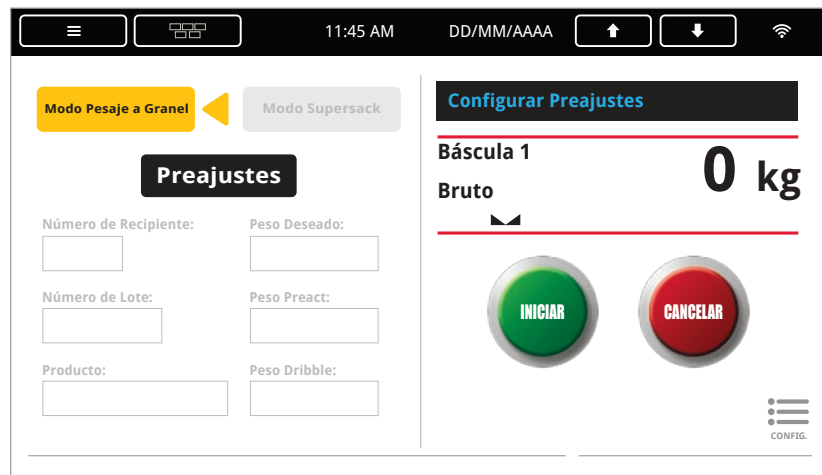 11:45 AM DD/MM/AAAA
Modo Pesaje a Granel Modo Supersack
Preajustes
Número de Recipiente: Peso Deseado:
Número de Lote: Peso Preact:
Producto: Peso Dribble:
Configurar Preajustes
Báscula 1
Bruto
0 kg
INICIAR CANCELAR
CONFIG.